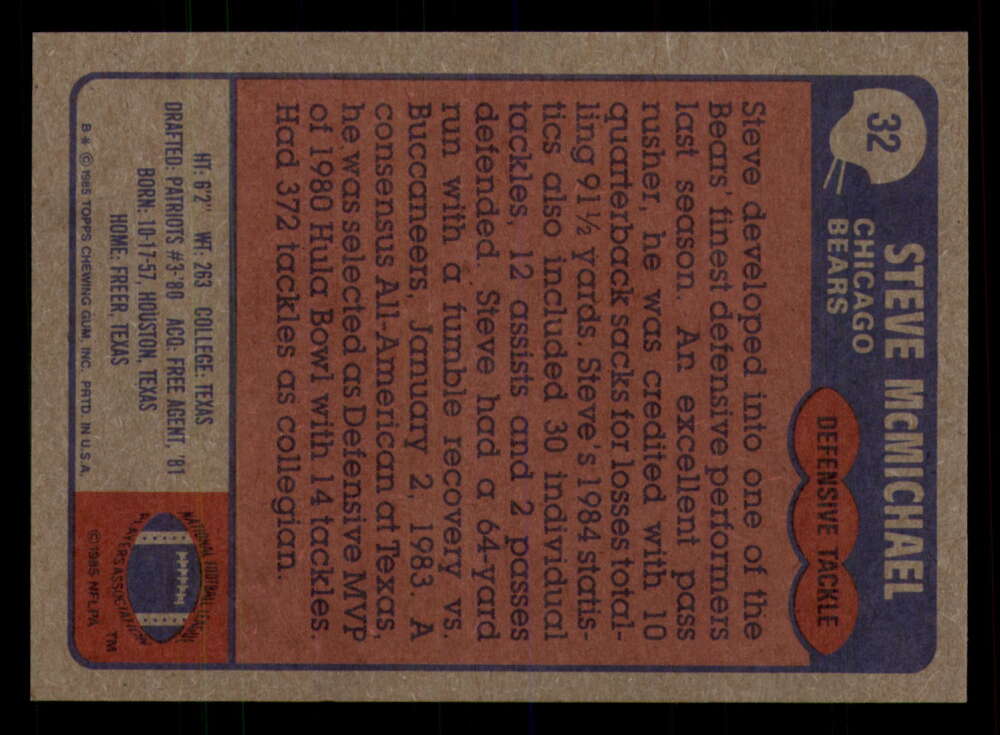 32
STEVE McMICHAEL
CHICAGO
BEARS
DEFENSIVE TACKLE
Steve developed into one of the
Bears' finest defensive performers
last season. An excellent pass
rusher, he was credited with 10
quarterback sacks for losses total-
ling 91½ yards. Steve's 1984 statis-
tics also included 30 individual
tackles, 12 assists and 2 passes
defended. Steve had a 64-yard
run with a fumble recovery vs.
Buccaneers, January 2, 1983. A
consensus All-American at Texas,
he was selected as Defensive MVP
of 1980 Hula Bowl with 14 tackles.
Had 372 tackles as collegian.
HT: 6'2" WT: 263 COLLEGE: TEXAS
DRAFTED: PATRIOTS #3-'80 ACQ. FREE AGENT, '81
BORN: 10-17-57, HOUSTON, TEXAS
HOME: FREER, TEXAS
B* © 1985 TOPPS CHEWING GUM, INC. PRTD. IN U.S.A.
NATIONAL FOOTBALL LEAGUE
PLAYERS ASSOCIATION
TM
© 1985 NFLPA